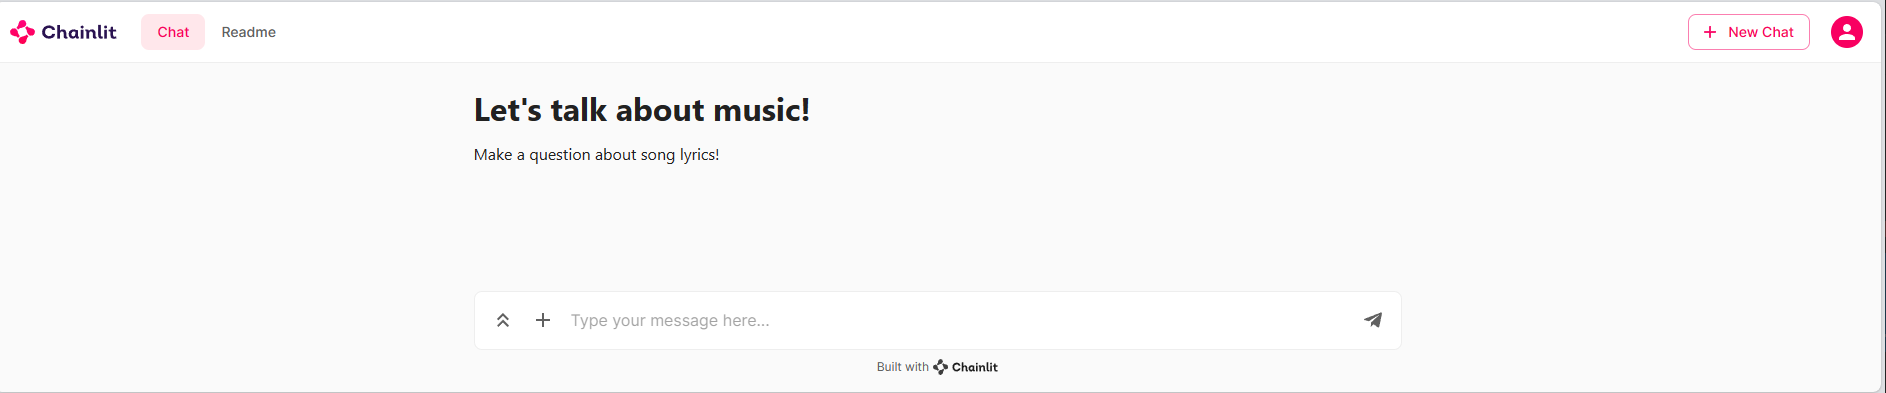 Chainlit Chat Readme + New Chat
Let's talk about music!
Make a question about song lyrics!
Type your message here...
Built with Chainlit